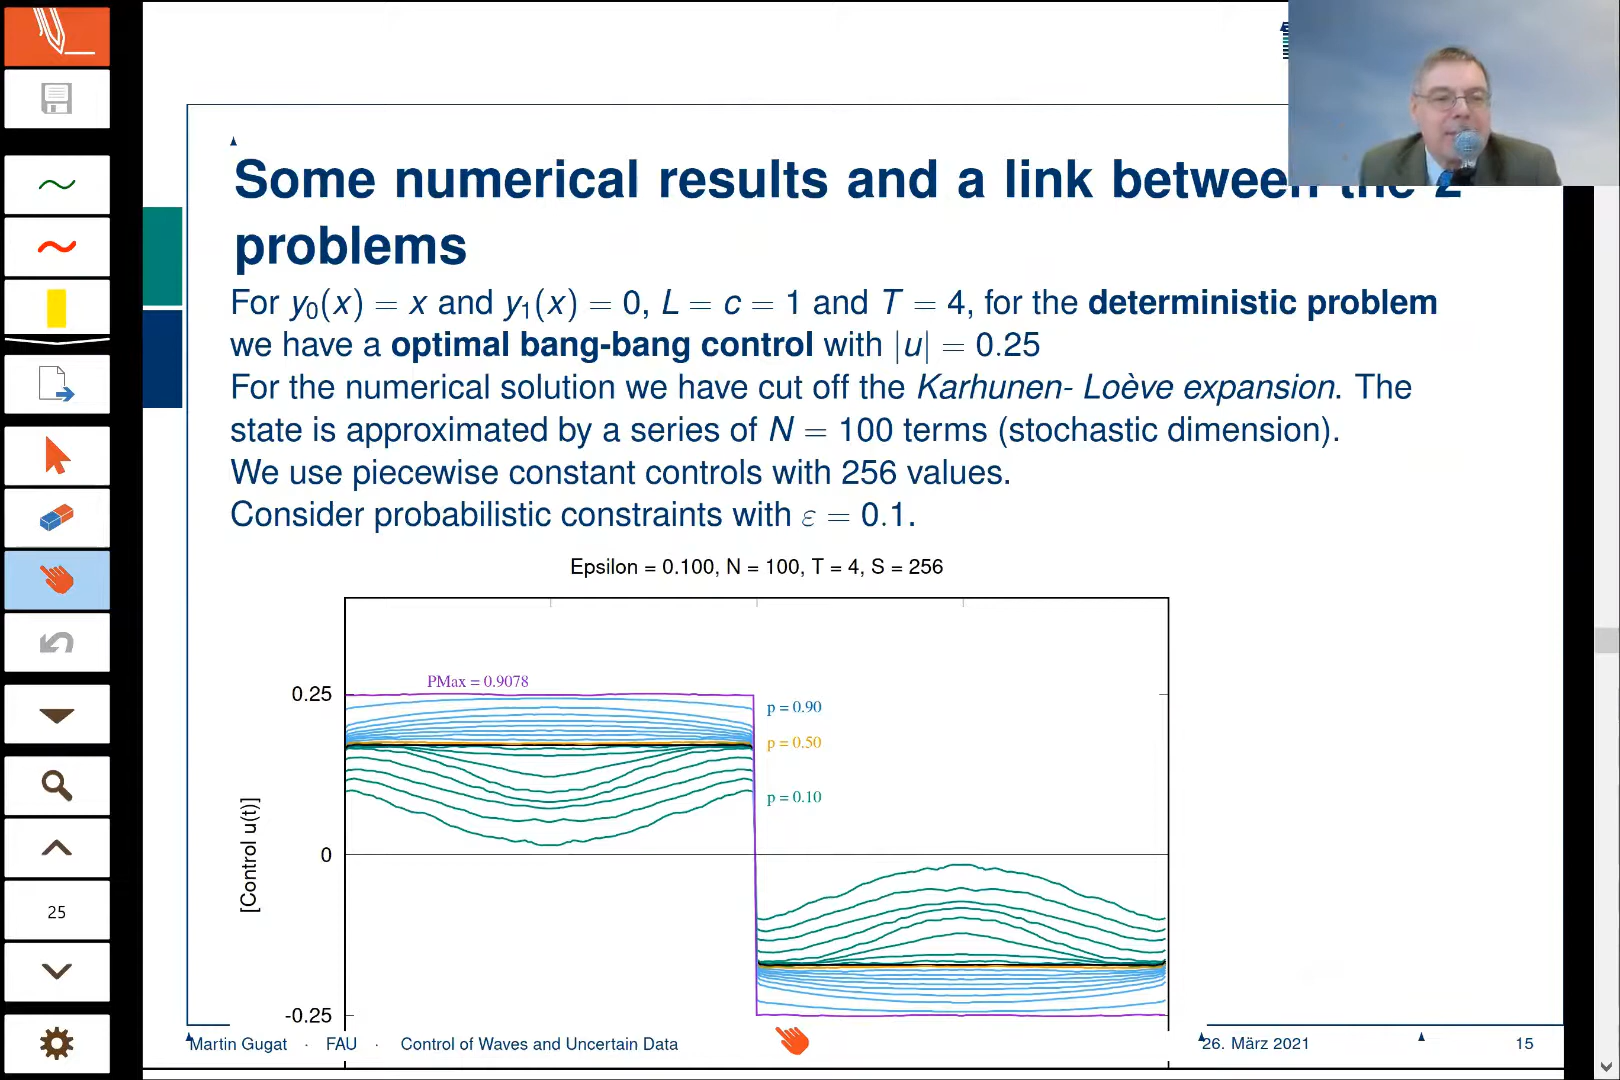 Some numerical results and a link between the 2
problems
For y₀(x) = x and y₁(x) = 0, L = c = 1 and T = 4, for the deterministic problem
we have a optimal bang-bang control with |u| = 0.25
For the numerical solution we have cut off the Karhunen- Loève expansion. The
state is approximated by a series of N = 100 terms (stochastic dimension).
We use piecewise constant controls with 256 values.
Consider probabilistic constraints with ε = 0.1.
Epsilon = 0.100, N = 100, T = 4, S = 256
PMax = 0.9078
0.25
p = 0.90
p = 0.50
p = 0.10
[Control u(t)]
0
-0.25
25
Martin Gugat · FAU · Control of Waves and Uncertain Data
26. März 2021
15